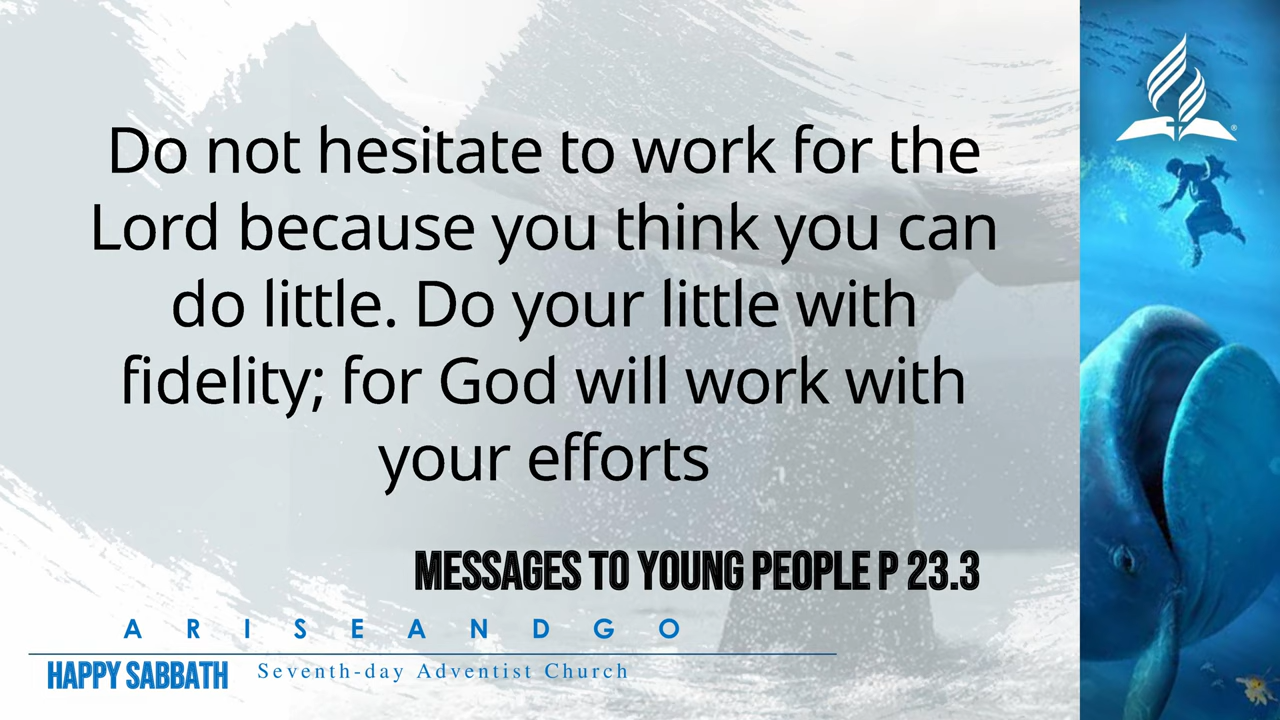 Do not hesitate to work for the
Lord because you think you can
do little. Do your little with
fidelity; for God will work with
your efforts
MESSAGES TO YOUNG PEOPLE P 23.3
ARISEANDGO
HAPPY SABBATH Seventh-day Adventist Church